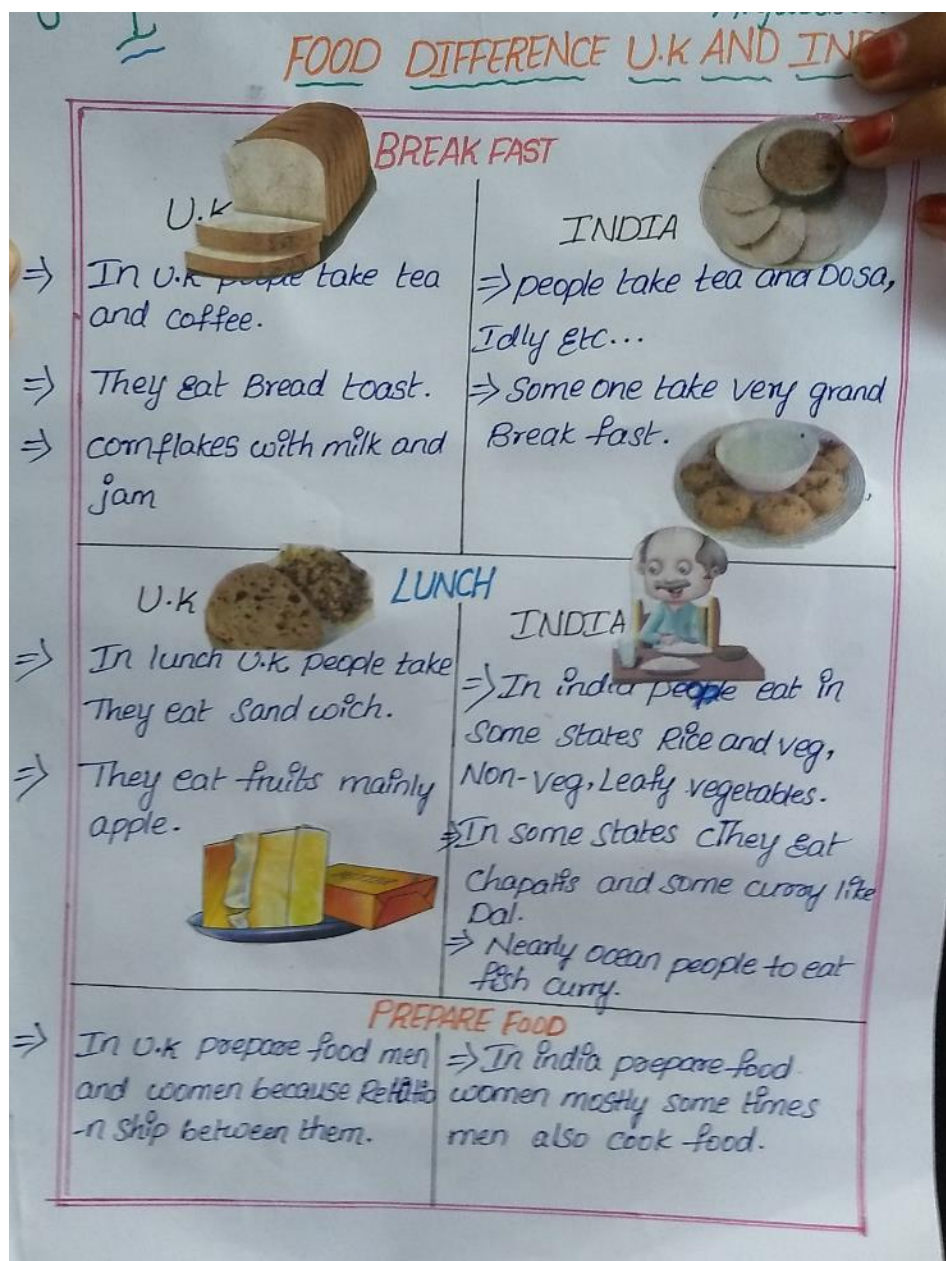 FOOD DIFFERENCE U.K AND IND
BREAK FAST
U.K
⇒ In U.K people take tea
and coffee.
⇒ They eat Bread toast.
⇒ cornflakes with milk and
jam
INDIA
⇒ people take tea and Dosa,
Idly Etc...
⇒ Some one take very grand
Break fast.
LUNCH
U.K
⇒ In lunch U.K people take
They eat Sand wich.
⇒ They eat fruits mainly
apple.
INDIA
⇒ In india people eat in
Some states Rice and veg,
Non-veg, Leafy vegetables.
⇒ In some states They eat
Chapatis and some curry like
Dal.
⇒ Nearly ocean people to eat
fish curry.
PREPARE FOOD
⇒ In U.K prepare food men
and women because Relatio
-n ship between them.
⇒ In india prepare food
women mostly some times
men also cook food.